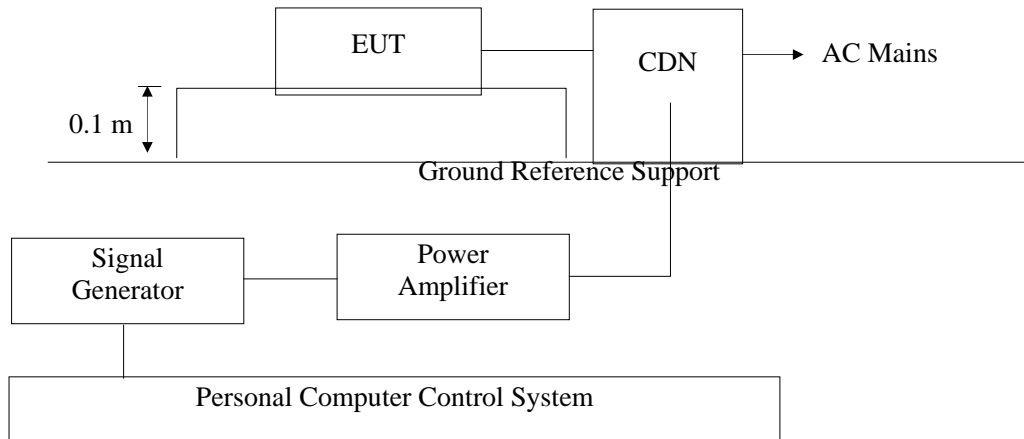 EUT
CDN
AC Mains
0.1 m
Ground Reference Support
Signal
Generator
Power
Amplifier
Personal Computer Control System